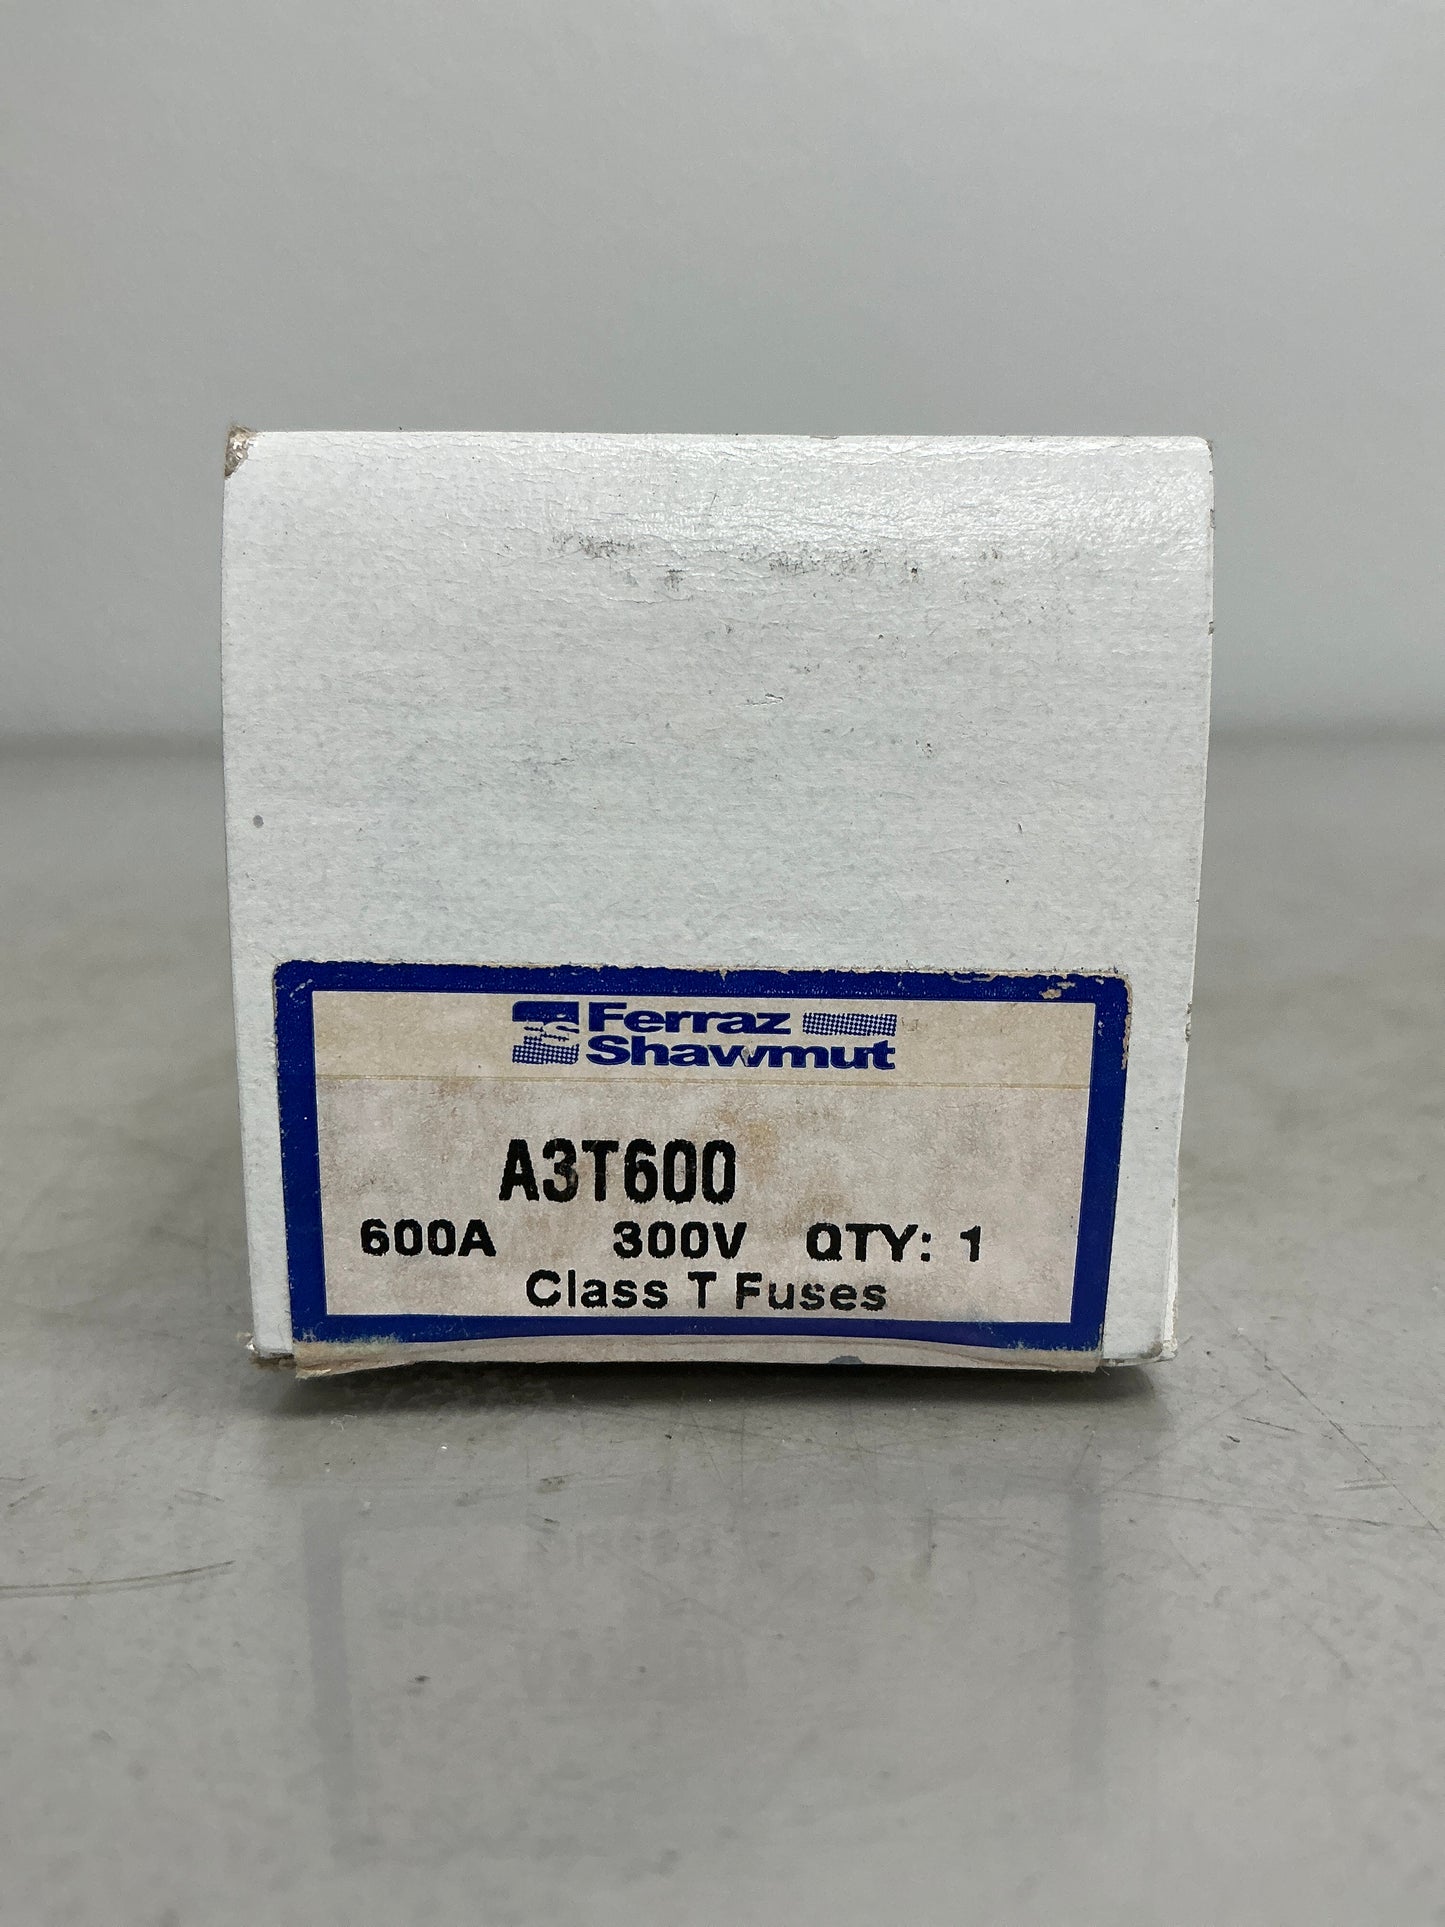 Ferraz
Shawmut
A3T600
600A 300V QTY: 1
Class T Fuses